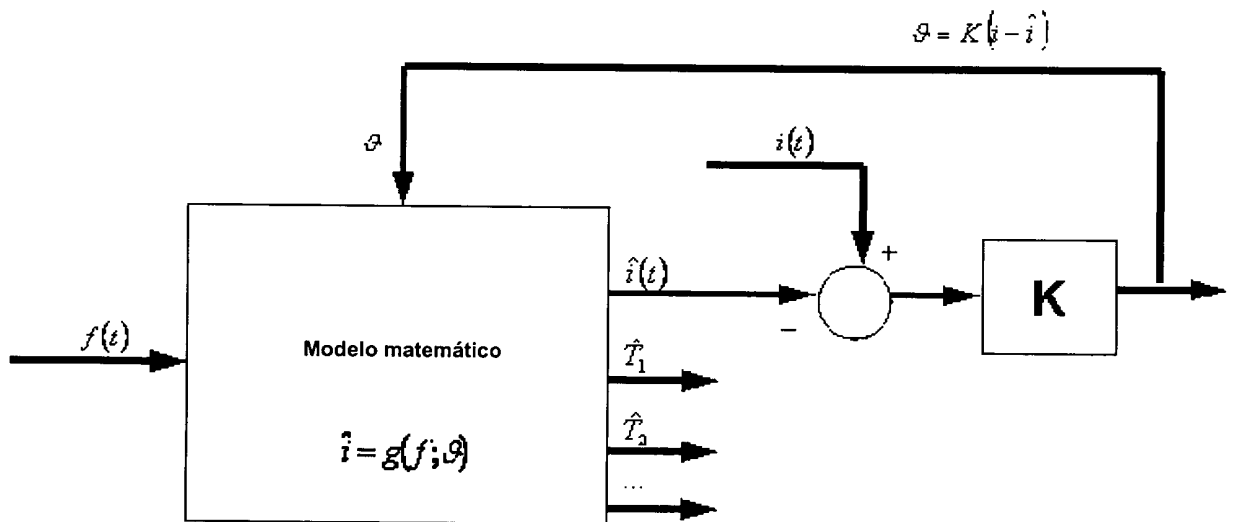 ϑ = K(i − î)
ϑ
i(t)
+
î(t)
−
K
f(t)
Modelo matemático
T̂₁
T̂₂
...
î = g(f; ϑ)